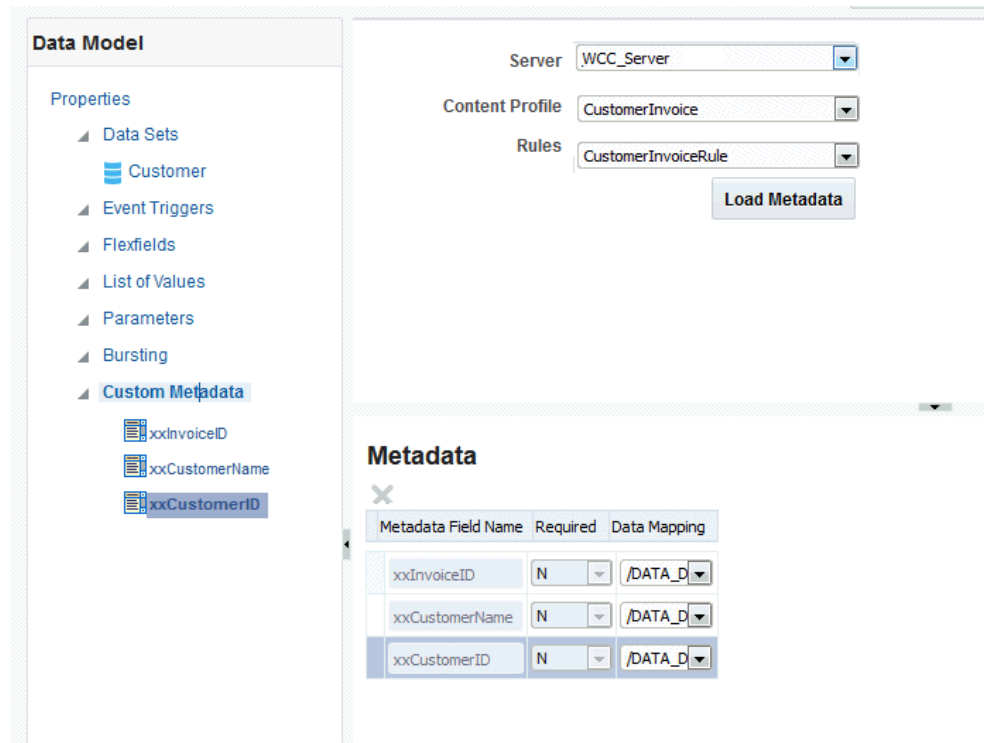 Data Model
Properties
Data Sets
Customer
Event Triggers
Flexfields
List of Values
Parameters
Bursting
Custom Metadata
xxInvoiceID
xxCustomerName
xxCustomerID
Server WCC_Server
Content Profile CustomerInvoice
Rules CustomerInvoiceRule
Load Metadata
Metadata
Metadata Field Name Required Data Mapping
xxInvoiceID N /DATA_D
xxCustomerName N /DATA_D
xxCustomerID N /DATA_D